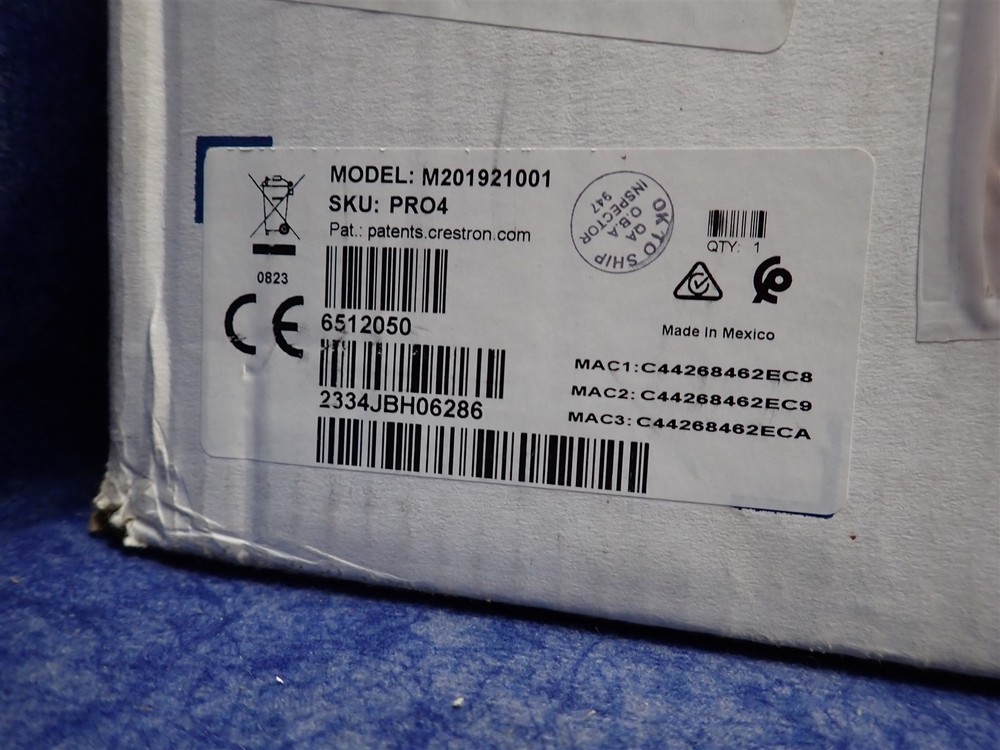 MODEL: M201921001
SKU: PRO4
Pat.: patents.crestron.com
0823
CE
6512050
2334JBH06286
OK TO SHIP
QA
O.B.A
INSPECTOR
947
QTY: 1
Made in Mexico
MAC1:C44268462EC8
MAC2: C44268462EC9
MAC3: C44268462ECA